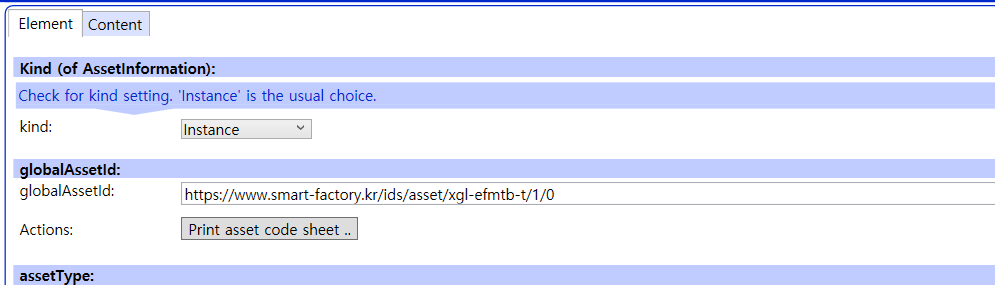 Element Content
Kind (of AssetInformation):
Check for kind setting. 'Instance' is the usual choice.
kind: Instance
globalAssetId:
globalAssetId: https://www.smart-factory.kr/ids/asset/xgl-efmtb-t/1/0
Actions: Print asset code sheet ..
assetType: